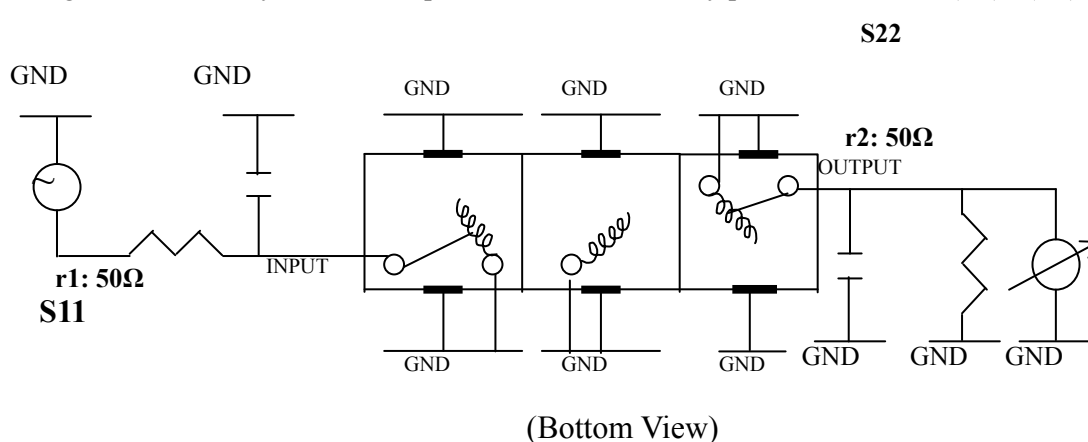 S22
GND
GND
GND
GND
GND
r2: 50Ω
OUTPUT
INPUT
r1: 50Ω
S11
GND
GND
GND
GND
GND
GND
(Bottom View)